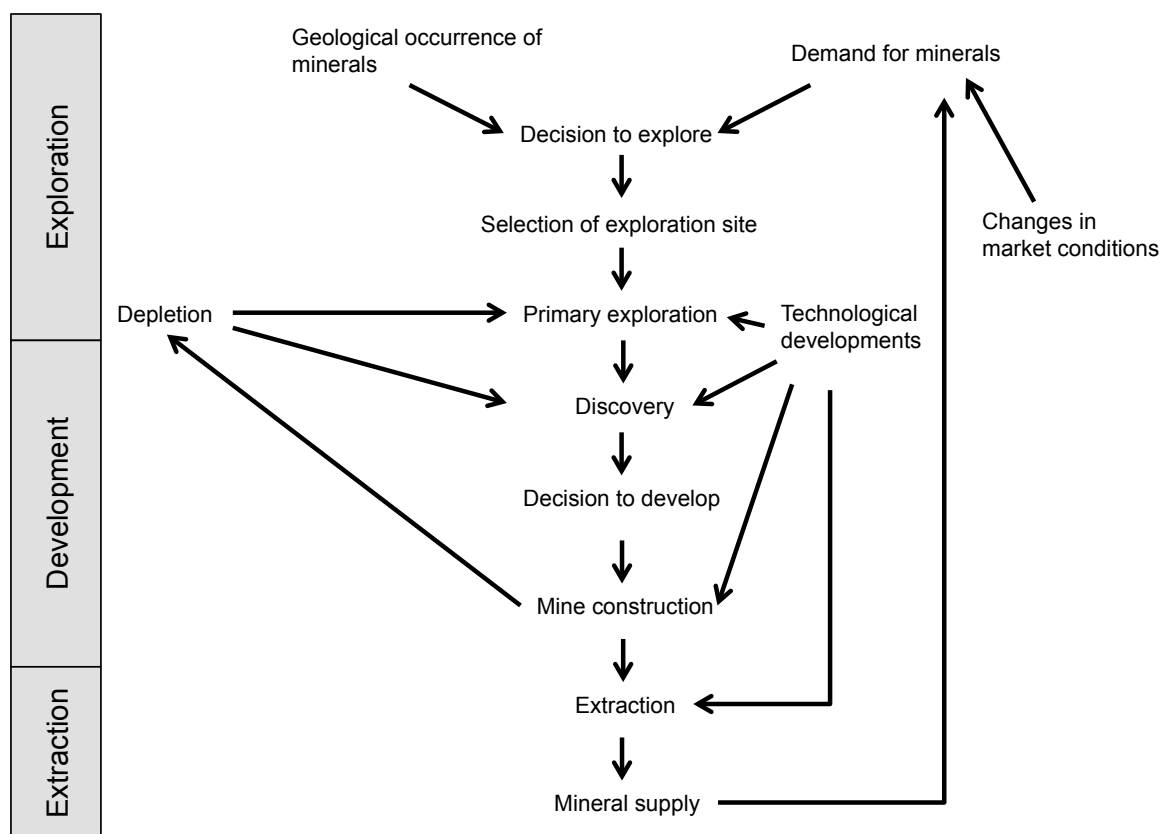 Exploration
Development
Extraction
Geological occurrence of
minerals
Demand for minerals
Decision to explore
Selection of exploration site
Changes in
market conditions
Depletion
Primary exploration
Technological
developments
Discovery
Decision to develop
Mine construction
Extraction
Mineral supply